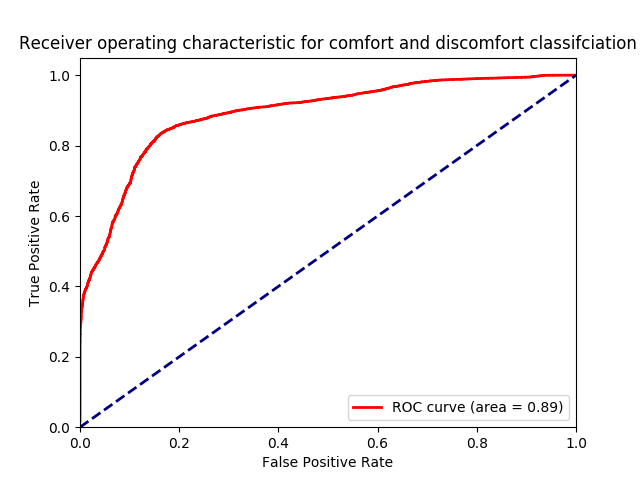 Receiver operating characteristic for comfort and discomfort classifciation
1.0
0.8
0.6
0.4
0.2
0.0
True Positive Rate
ROC curve (area = 0.89)
0.0 0.2 0.4 0.6 0.8 1.0
False Positive Rate